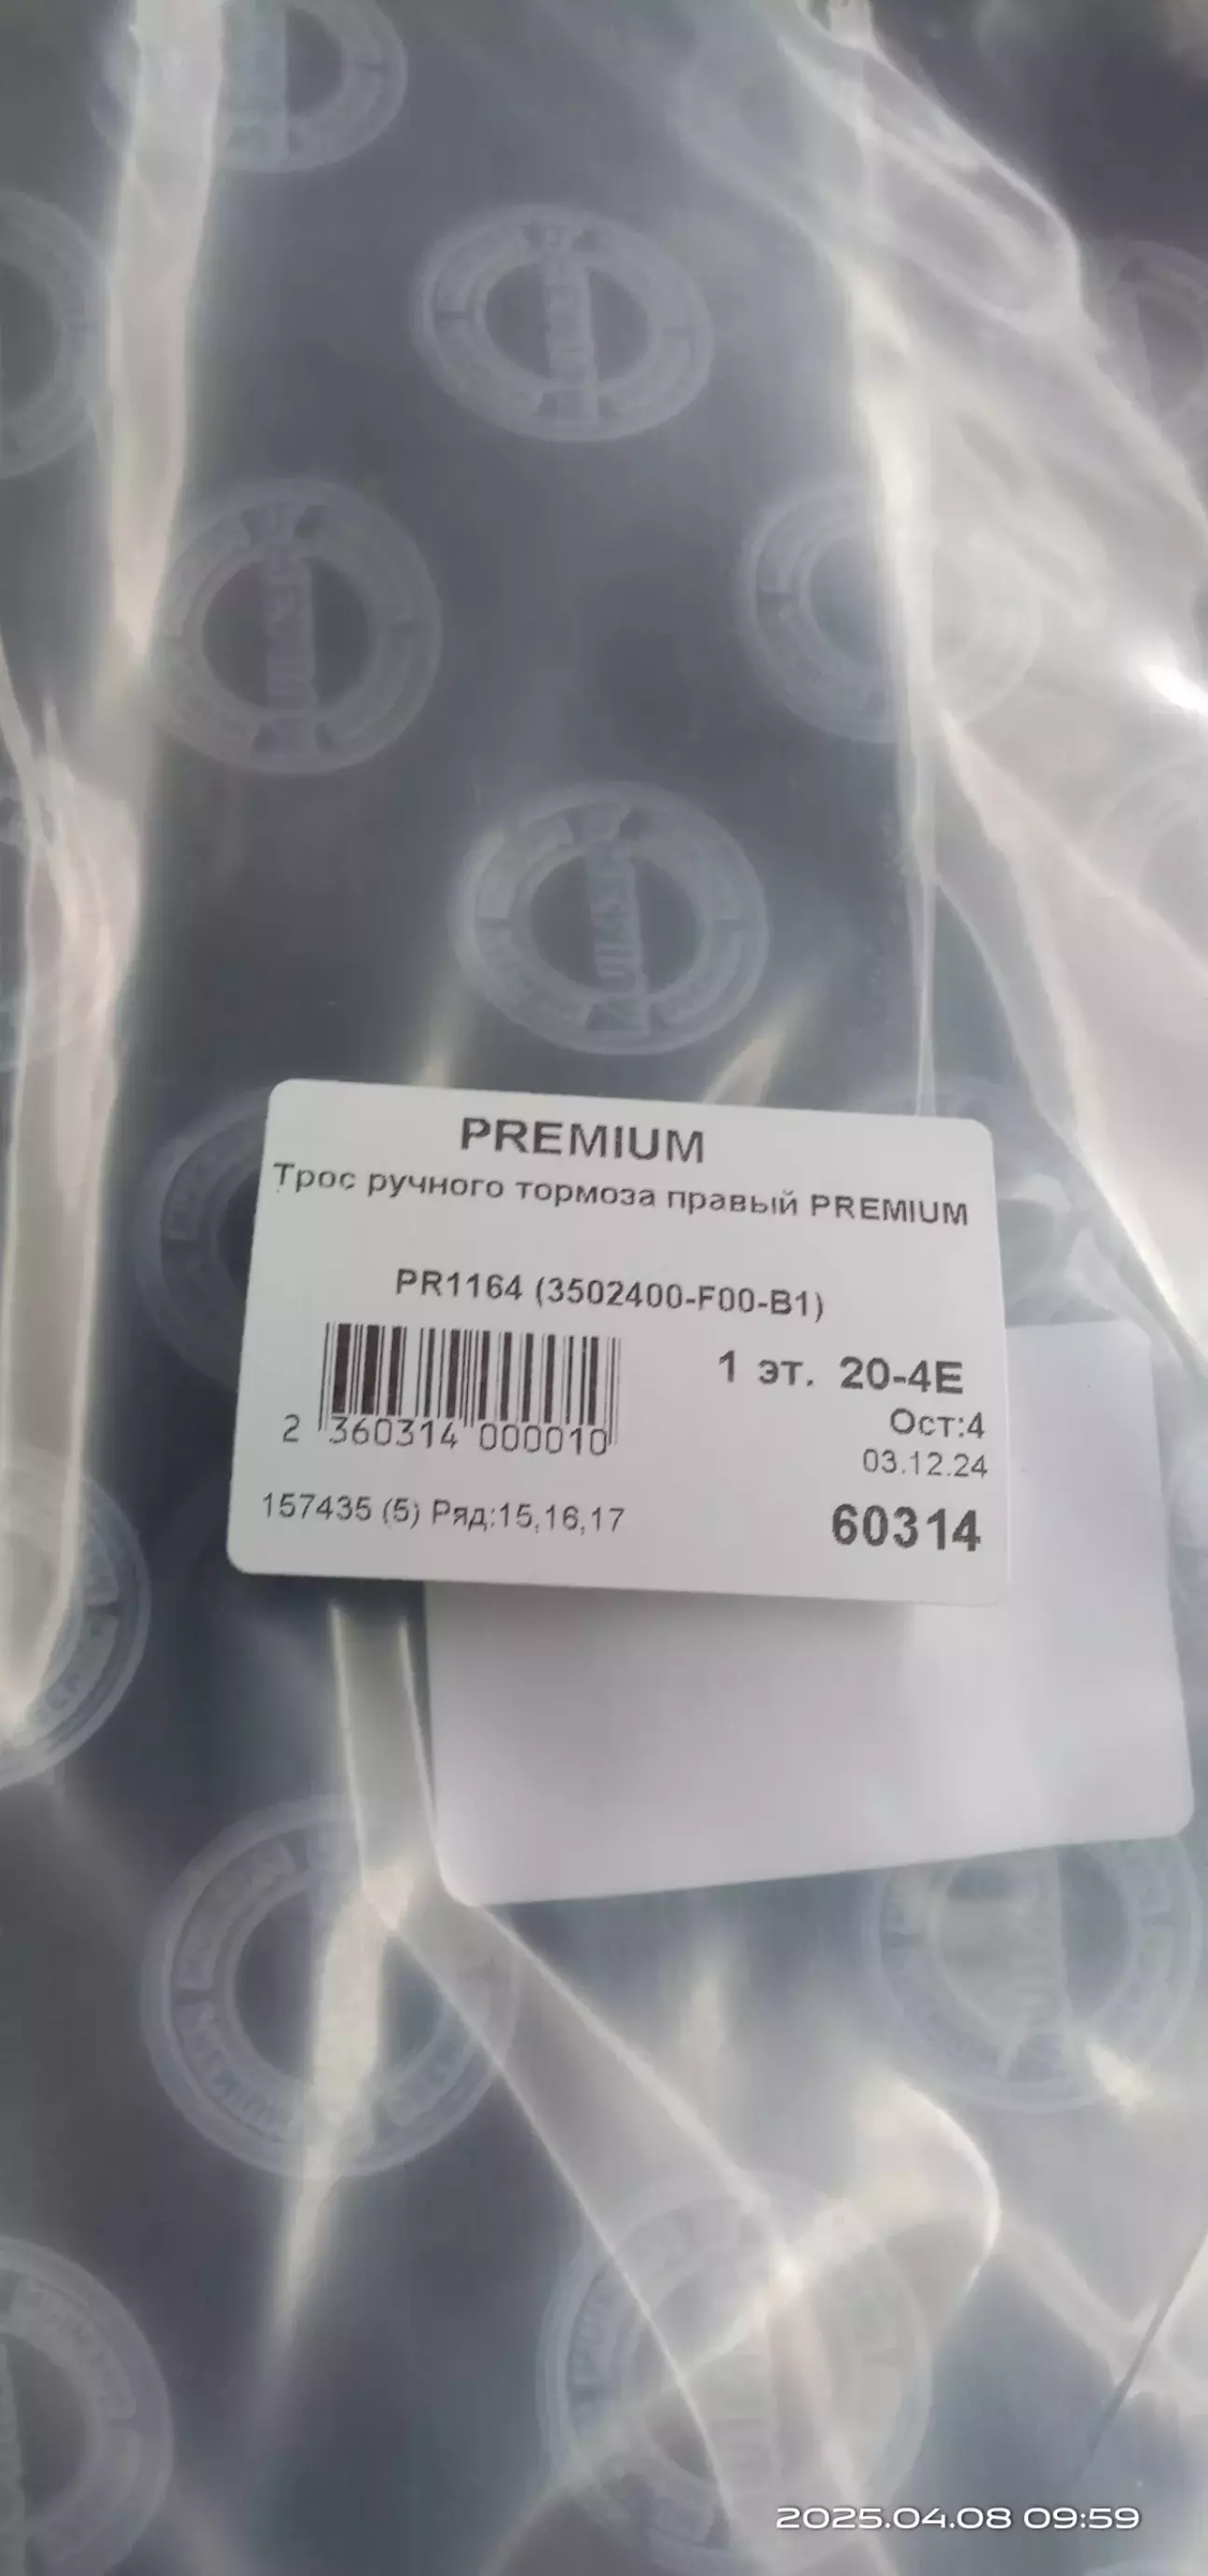 PREMIUM
Трос ручного тормоза правый PREMIUM
PR1164 (3502400-F00-B1)
1 эт. 20-4E
Ост:4
03.12.24
2 360314 000010
157435 (5) Ряд:15,16,17
60314
2025.04.08 09:59